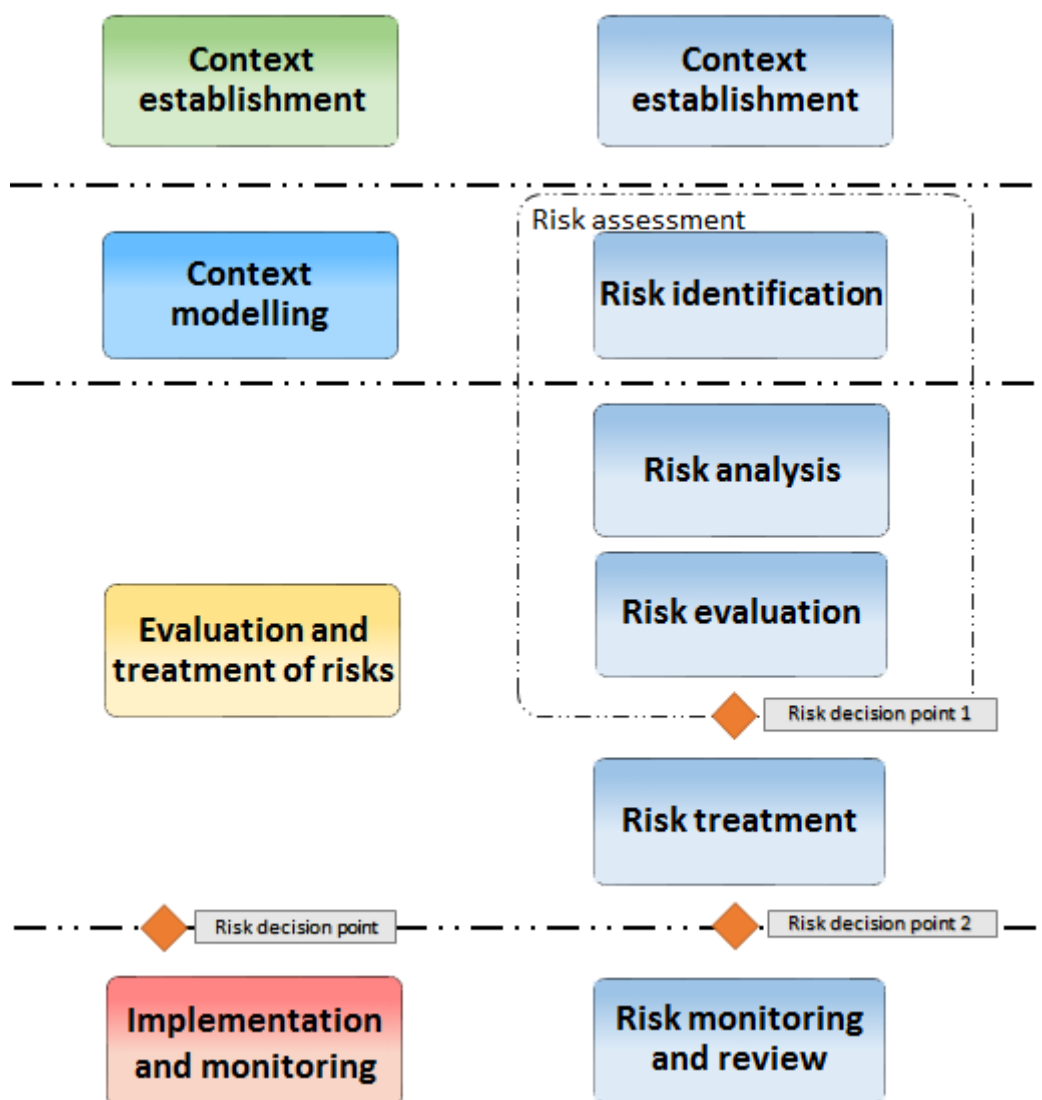 Context
establishment
Context
establishment
Risk assessment
Context
modelling
Risk identification
Risk analysis
Evaluation and
treatment of risks
Risk evaluation
Risk decision point 1
Risk treatment
Risk decision point
Risk decision point 2
Implementation
and monitoring
Risk monitoring
and review